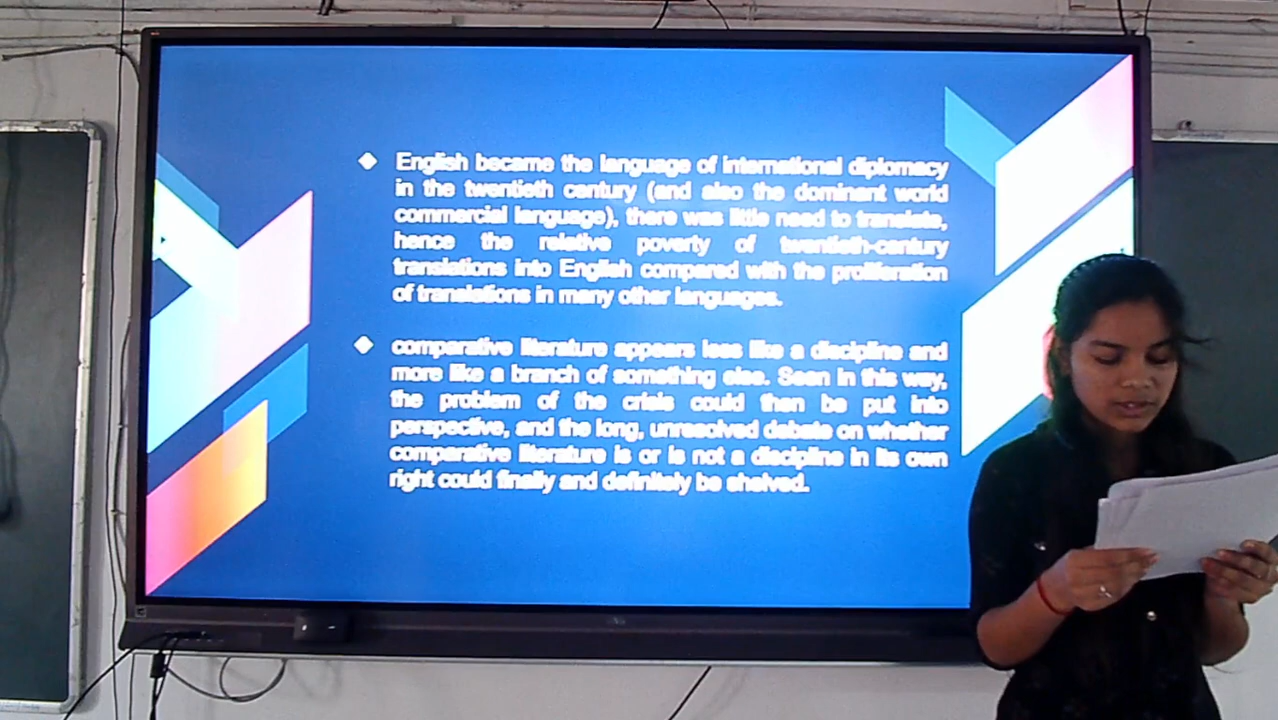 English became the language of international diplomacy
in the twentieth century (and also the dominant world
commercial language), there was little need to translate,
hence the relative poverty of twentieth-century
translations into English compared with the proliferation
of translations in many other languages.
comparative literature appears less like a discipline and
more like a branch of something else. Seen in this way,
the problem of the crisis could then be put into
perspective, and the long, unresolved debate on whether
comparative literature is or is not a discipline in its own
right could finally and definitely be shelved.